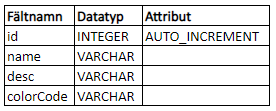 Fältnamn Datatyp Attribut
id INTEGER AUTO_INCREMENT
name VARCHAR
desc VARCHAR
colorCode VARCHAR